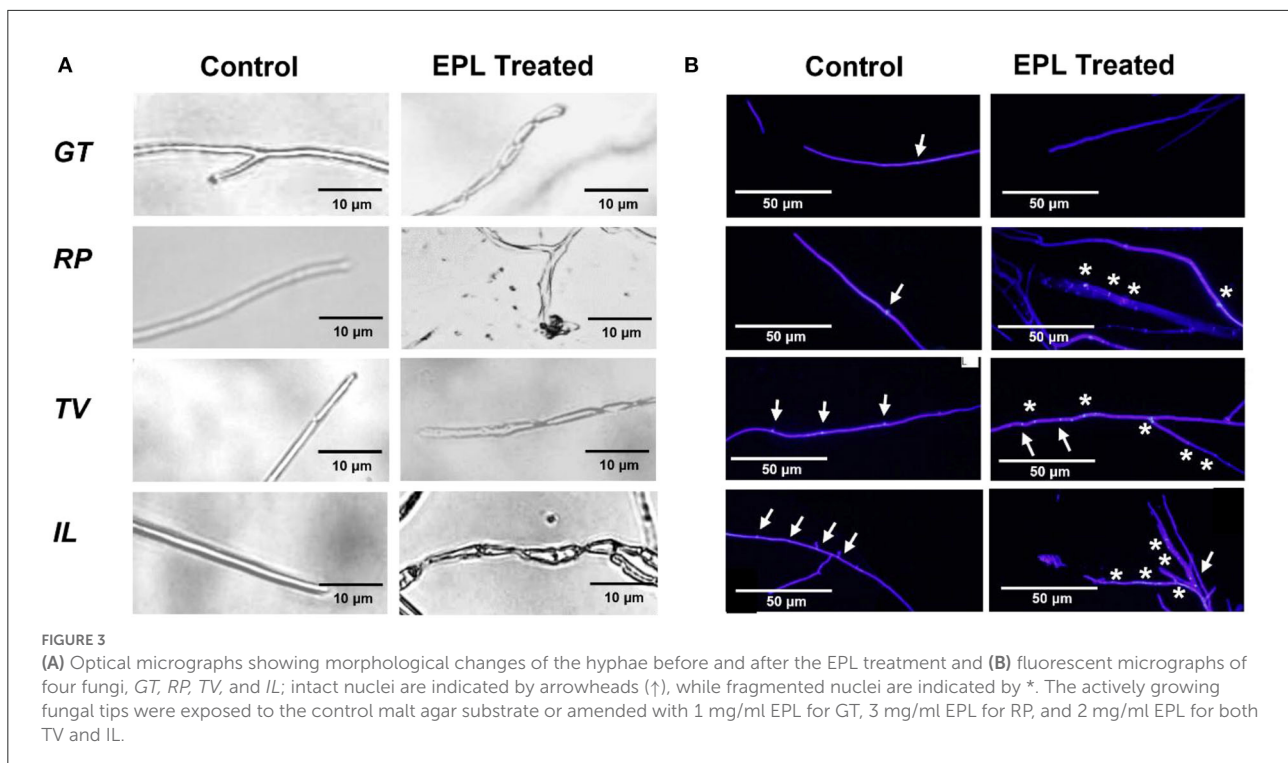 A Control EPL Treated B Control EPL Treated
GT 10 µm 10 µm 50 µm 50 µm
RP 10 µm 10 µm 50 µm 50 µm * * * *
TV 10 µm 10 µm 50 µm 50 µm * * * * *
IL 10 µm 10 µm 50 µm 50 µm * * * * *
FIGURE 3
(A) Optical micrographs showing morphological changes of the hyphae before and after the EPL treatment and (B) fluorescent micrographs of
four fungi, GT, RP, TV, and IL; intact nuclei are indicated by arrowheads (↑), while fragmented nuclei are indicated by *. The actively growing
fungal tips were exposed to the control malt agar substrate or amended with 1 mg/ml EPL for GT, 3 mg/ml EPL for RP, and 2 mg/ml EPL for both
TV and IL.